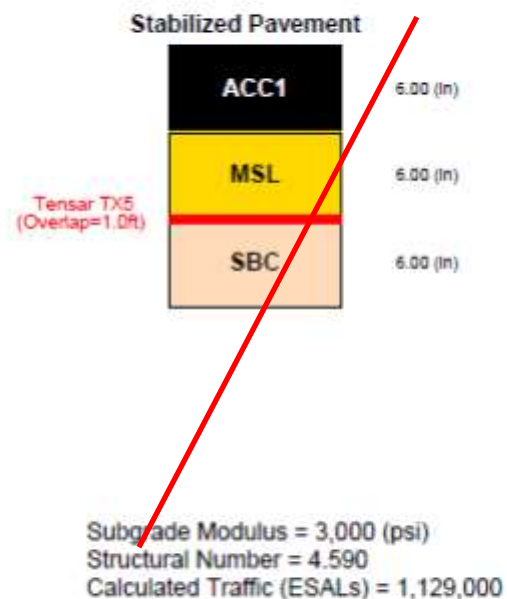 Stabilized Pavement
ACC1 6.00 (In)
MSL 6.00 (In)
Tensar TX5
(Overlap=1.0ft)
SBC 6.00 (In)
Subgrade Modulus = 3,000 (psi)
Structural Number = 4.590
Calculated Traffic (ESALs) = 1,129,000